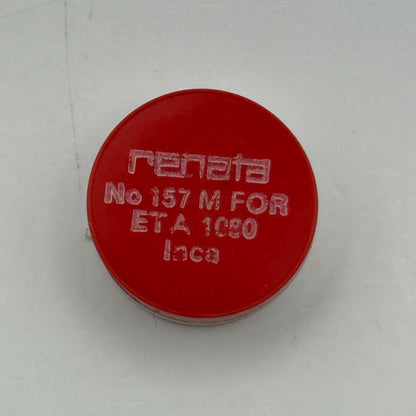 renata
No 157 M FOR
ETA 1080
Inca